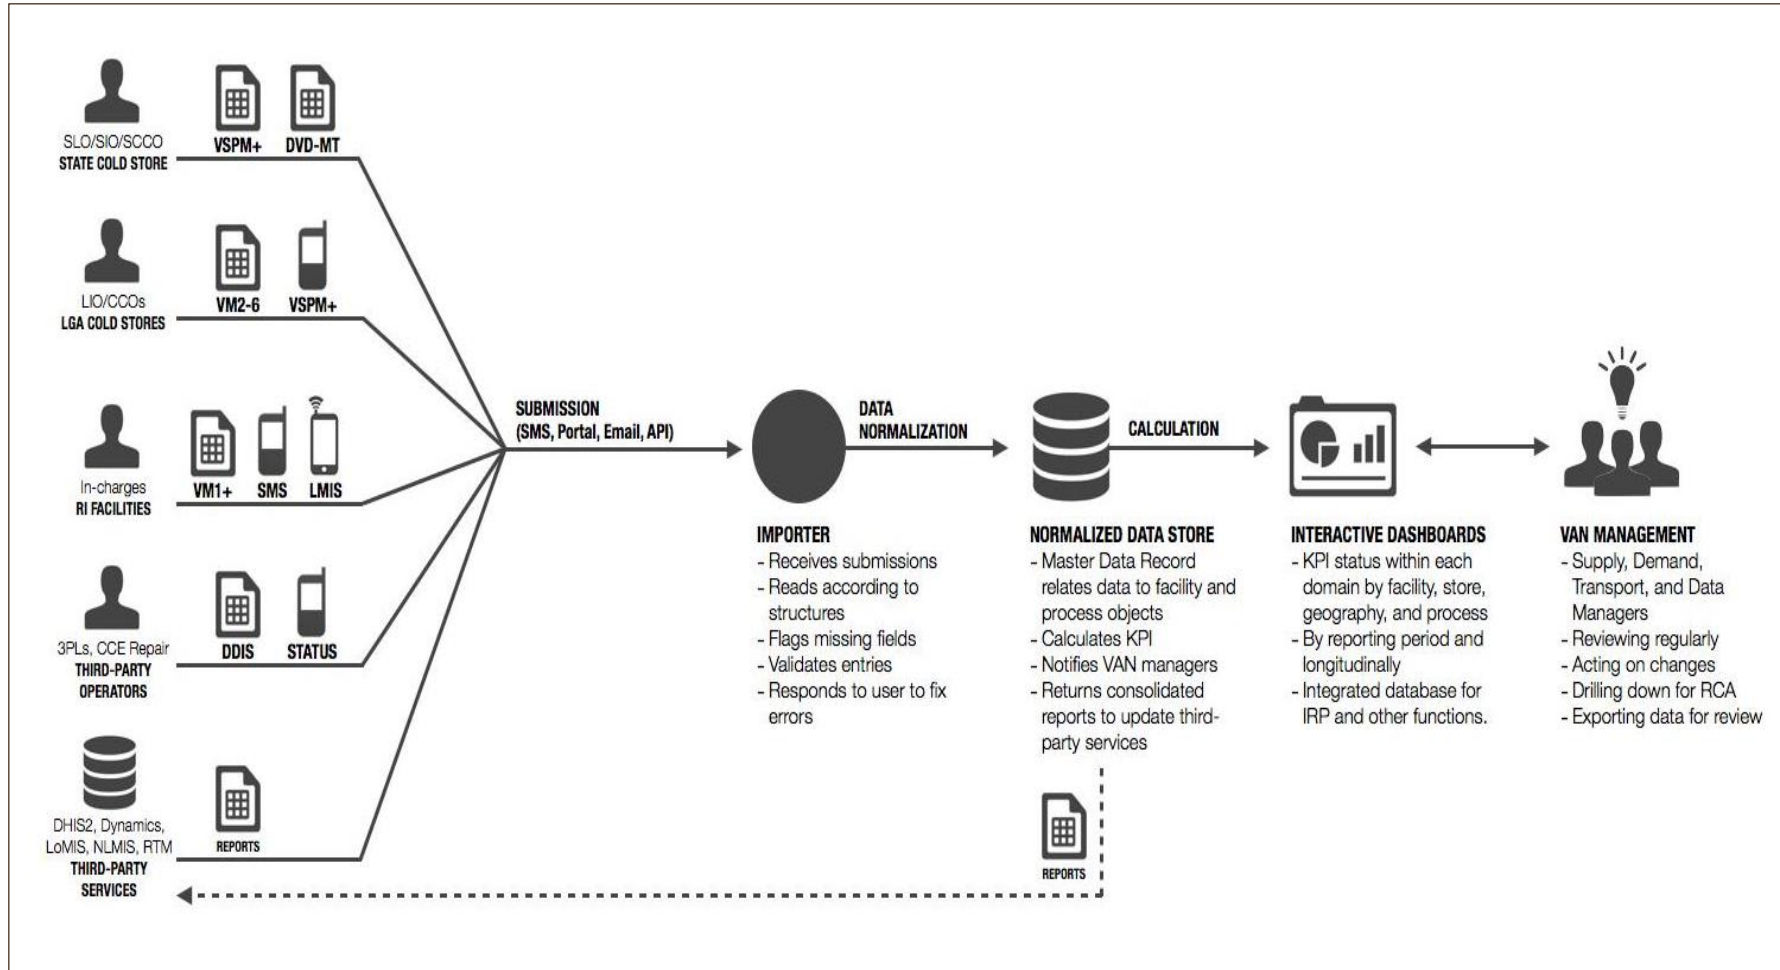 SLO/SIO/SCCO
STATE COLD STORE
VSPM+
DVD-MT
LIO/CCOs
LGA COLD STORES
VM2-6
VSPM+
In-charges
RI FACILITIES
VM1+
SMS
LMIS
3PLs, CCE Repair
THIRD-PARTY
OPERATORS
DDIS
STATUS
DHIS2, Dynamics,
LoMIS, NLMIS, RTM
THIRD-PARTY
SERVICES
REPORTS
SUBMISSION
(SMS, Portal, Email, API)
DATA
NORMALIZATION
CALCULATION
IMPORTER
- Receives submissions
- Reads according to
structures
- Flags missing fields
- Validates entries
- Responds to user to fix
errors
NORMALIZED DATA STORE
- Master Data Record
relates data to facility and
process objects
- Calculates KPI
- Notifies VAN managers
- Returns consolidated
reports to update third-
party services
REPORTS
INTERACTIVE DASHBOARDS
- KPI status within each
domain by facility, store,
geography, and process
- By reporting period and
longitudinally
- Integrated database for
IRP and other functions.
VAN MANAGEMENT
- Supply, Demand,
Transport, and Data
Managers
- Reviewing regularly
- Acting on changes
- Drilling down for RCA
- Exporting data for review